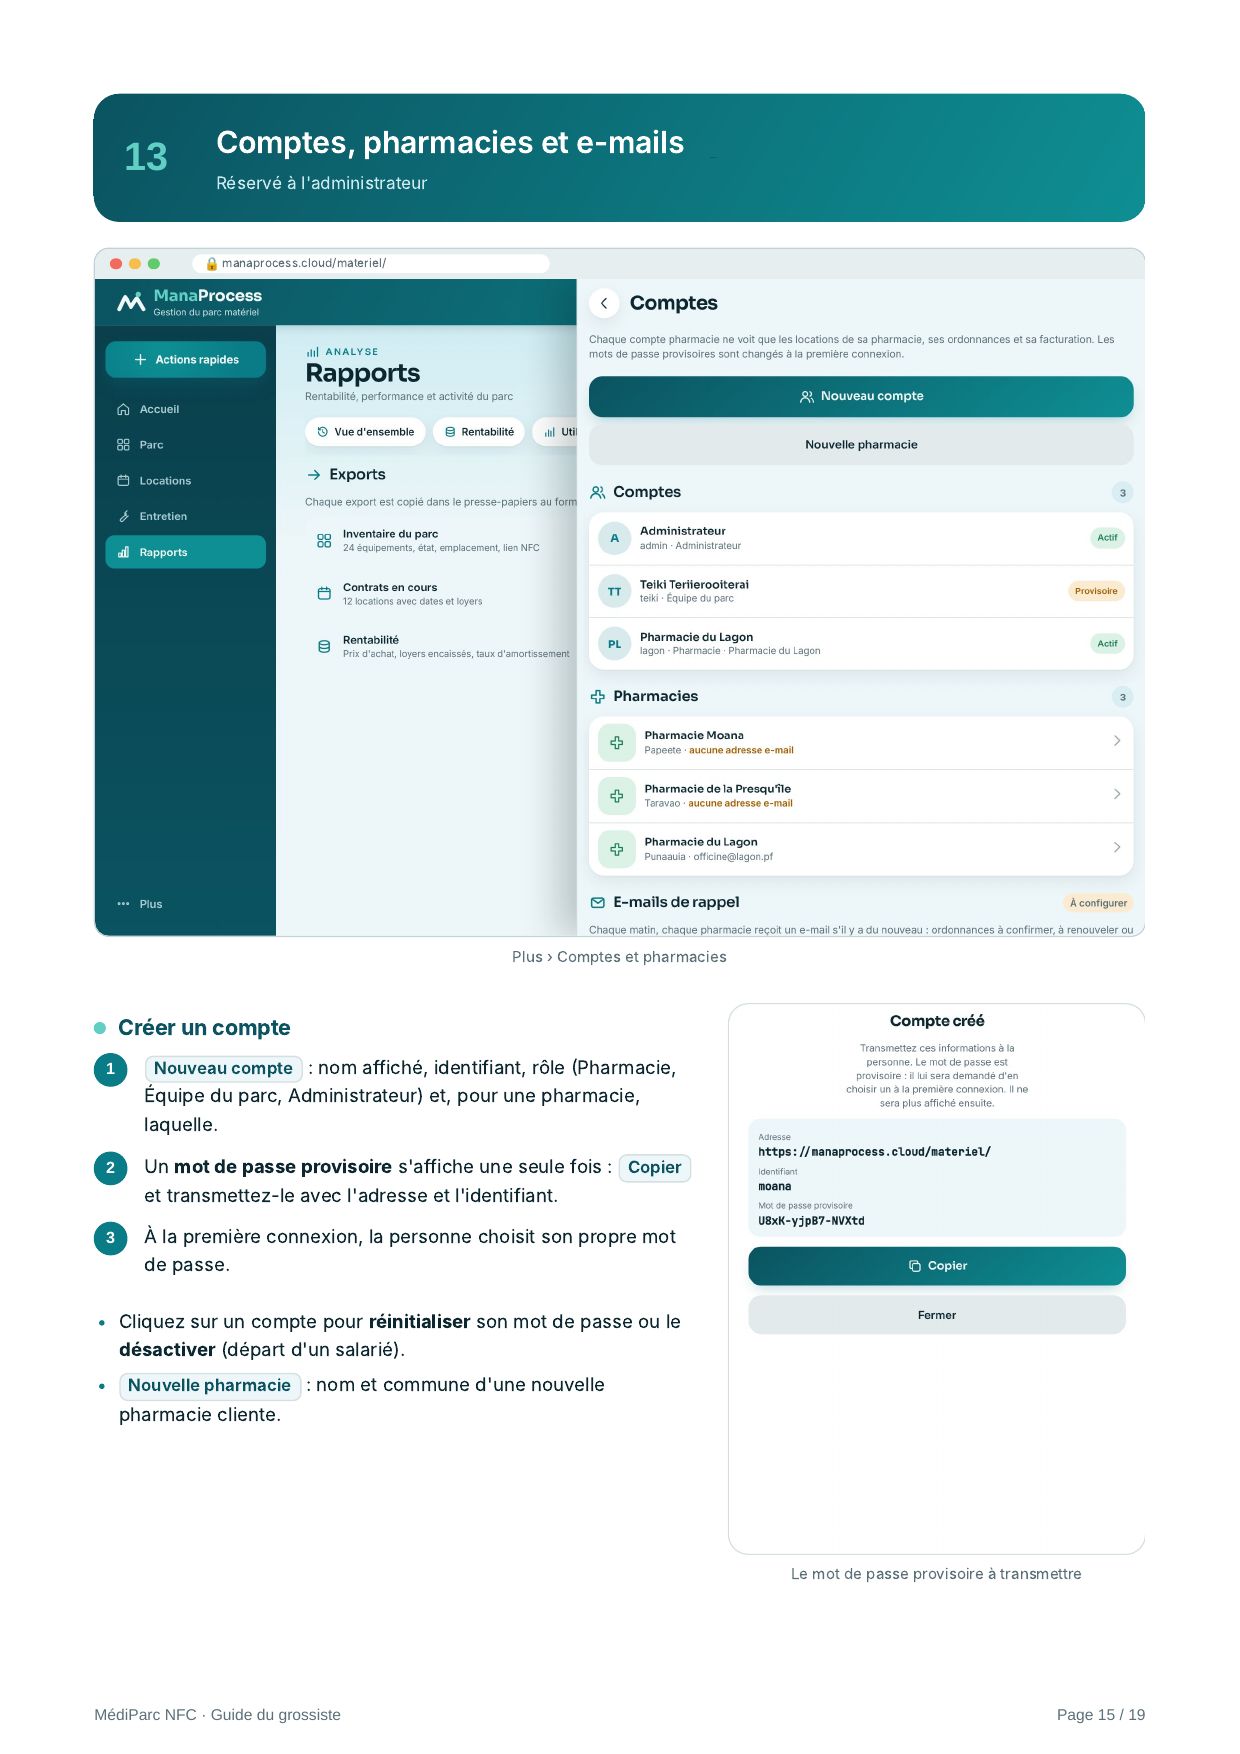 13
Comptes, pharmacies et e-mails
Réservé à l'administrateur
manaprocess.cloud/materiel/
ManaProcess
Gestion du parc matériel
Actions rapides
Accueil
Parc
Locations
Entretien
Rapports
Plus
ANALYSE
Rapports
Rentabilité, performance et activité du parc
Vue d'ensemble
Rentabilité
Util
Exports
Chaque export est copié dans le presse-papiers au form
Inventaire du parc
24 équipements, état, emplacement, lien NFC
Contrats en cours
12 locations avec dates et loyers
Rentabilité
Prix d'achat, loyers encaissés, taux d'amortissement
Comptes
Chaque compte pharmacie ne voit que les locations de sa pharmacie, ses ordonnances et sa facturation. Les
mots de passe provisoires sont changés à la première connexion.
Nouveau compte
Nouvelle pharmacie
Comptes 3
A
Administrateur
admin · Administrateur
Actif
TT
Teiki Teriierooiterai
teiki · Équipe du parc
Provisoire
PL
Pharmacie du Lagon
lagon · Pharmacie · Pharmacie du Lagon
Actif
Pharmacies 3
Pharmacie Moana
Papeete · aucune adresse e-mail
Pharmacie de la Presqu'île
Taravao · aucune adresse e-mail
Pharmacie du Lagon
Punaauia · officine@lagon.pf
E-mails de rappel
À configurer
Chaque matin, chaque pharmacie reçoit un e-mail s'il y a du nouveau : ordonnances à confirmer, à renouveler ou
Plus › Comptes et pharmacies
Créer un compte
1 Nouveau compte : nom affiché, identifiant, rôle (Pharmacie,
Équipe du parc, Administrateur) et, pour une pharmacie,
laquelle.
2 Un mot de passe provisoire s'affiche une seule fois : Copier
et transmettez-le avec l'adresse et l'identifiant.
3 À la première connexion, la personne choisit son propre mot
de passe.
• Cliquez sur un compte pour réinitialiser son mot de passe ou le
désactiver (départ d'un salarié).
• Nouvelle pharmacie : nom et commune d'une nouvelle
pharmacie cliente.
Compte créé
Transmettez ces informations à la
personne. Le mot de passe est
provisoire : il lui sera demandé d'en
choisir un à la première connexion. Il ne
sera plus affiché ensuite.
Adresse
https://manaprocess.cloud/materiel/
Identifiant
moana
Mot de passe provisoire
U8xK-yjpB7-NVXtd
Copier
Fermer
Le mot de passe provisoire à transmettre
MédiParc NFC · Guide du grossiste
Page 15 / 19